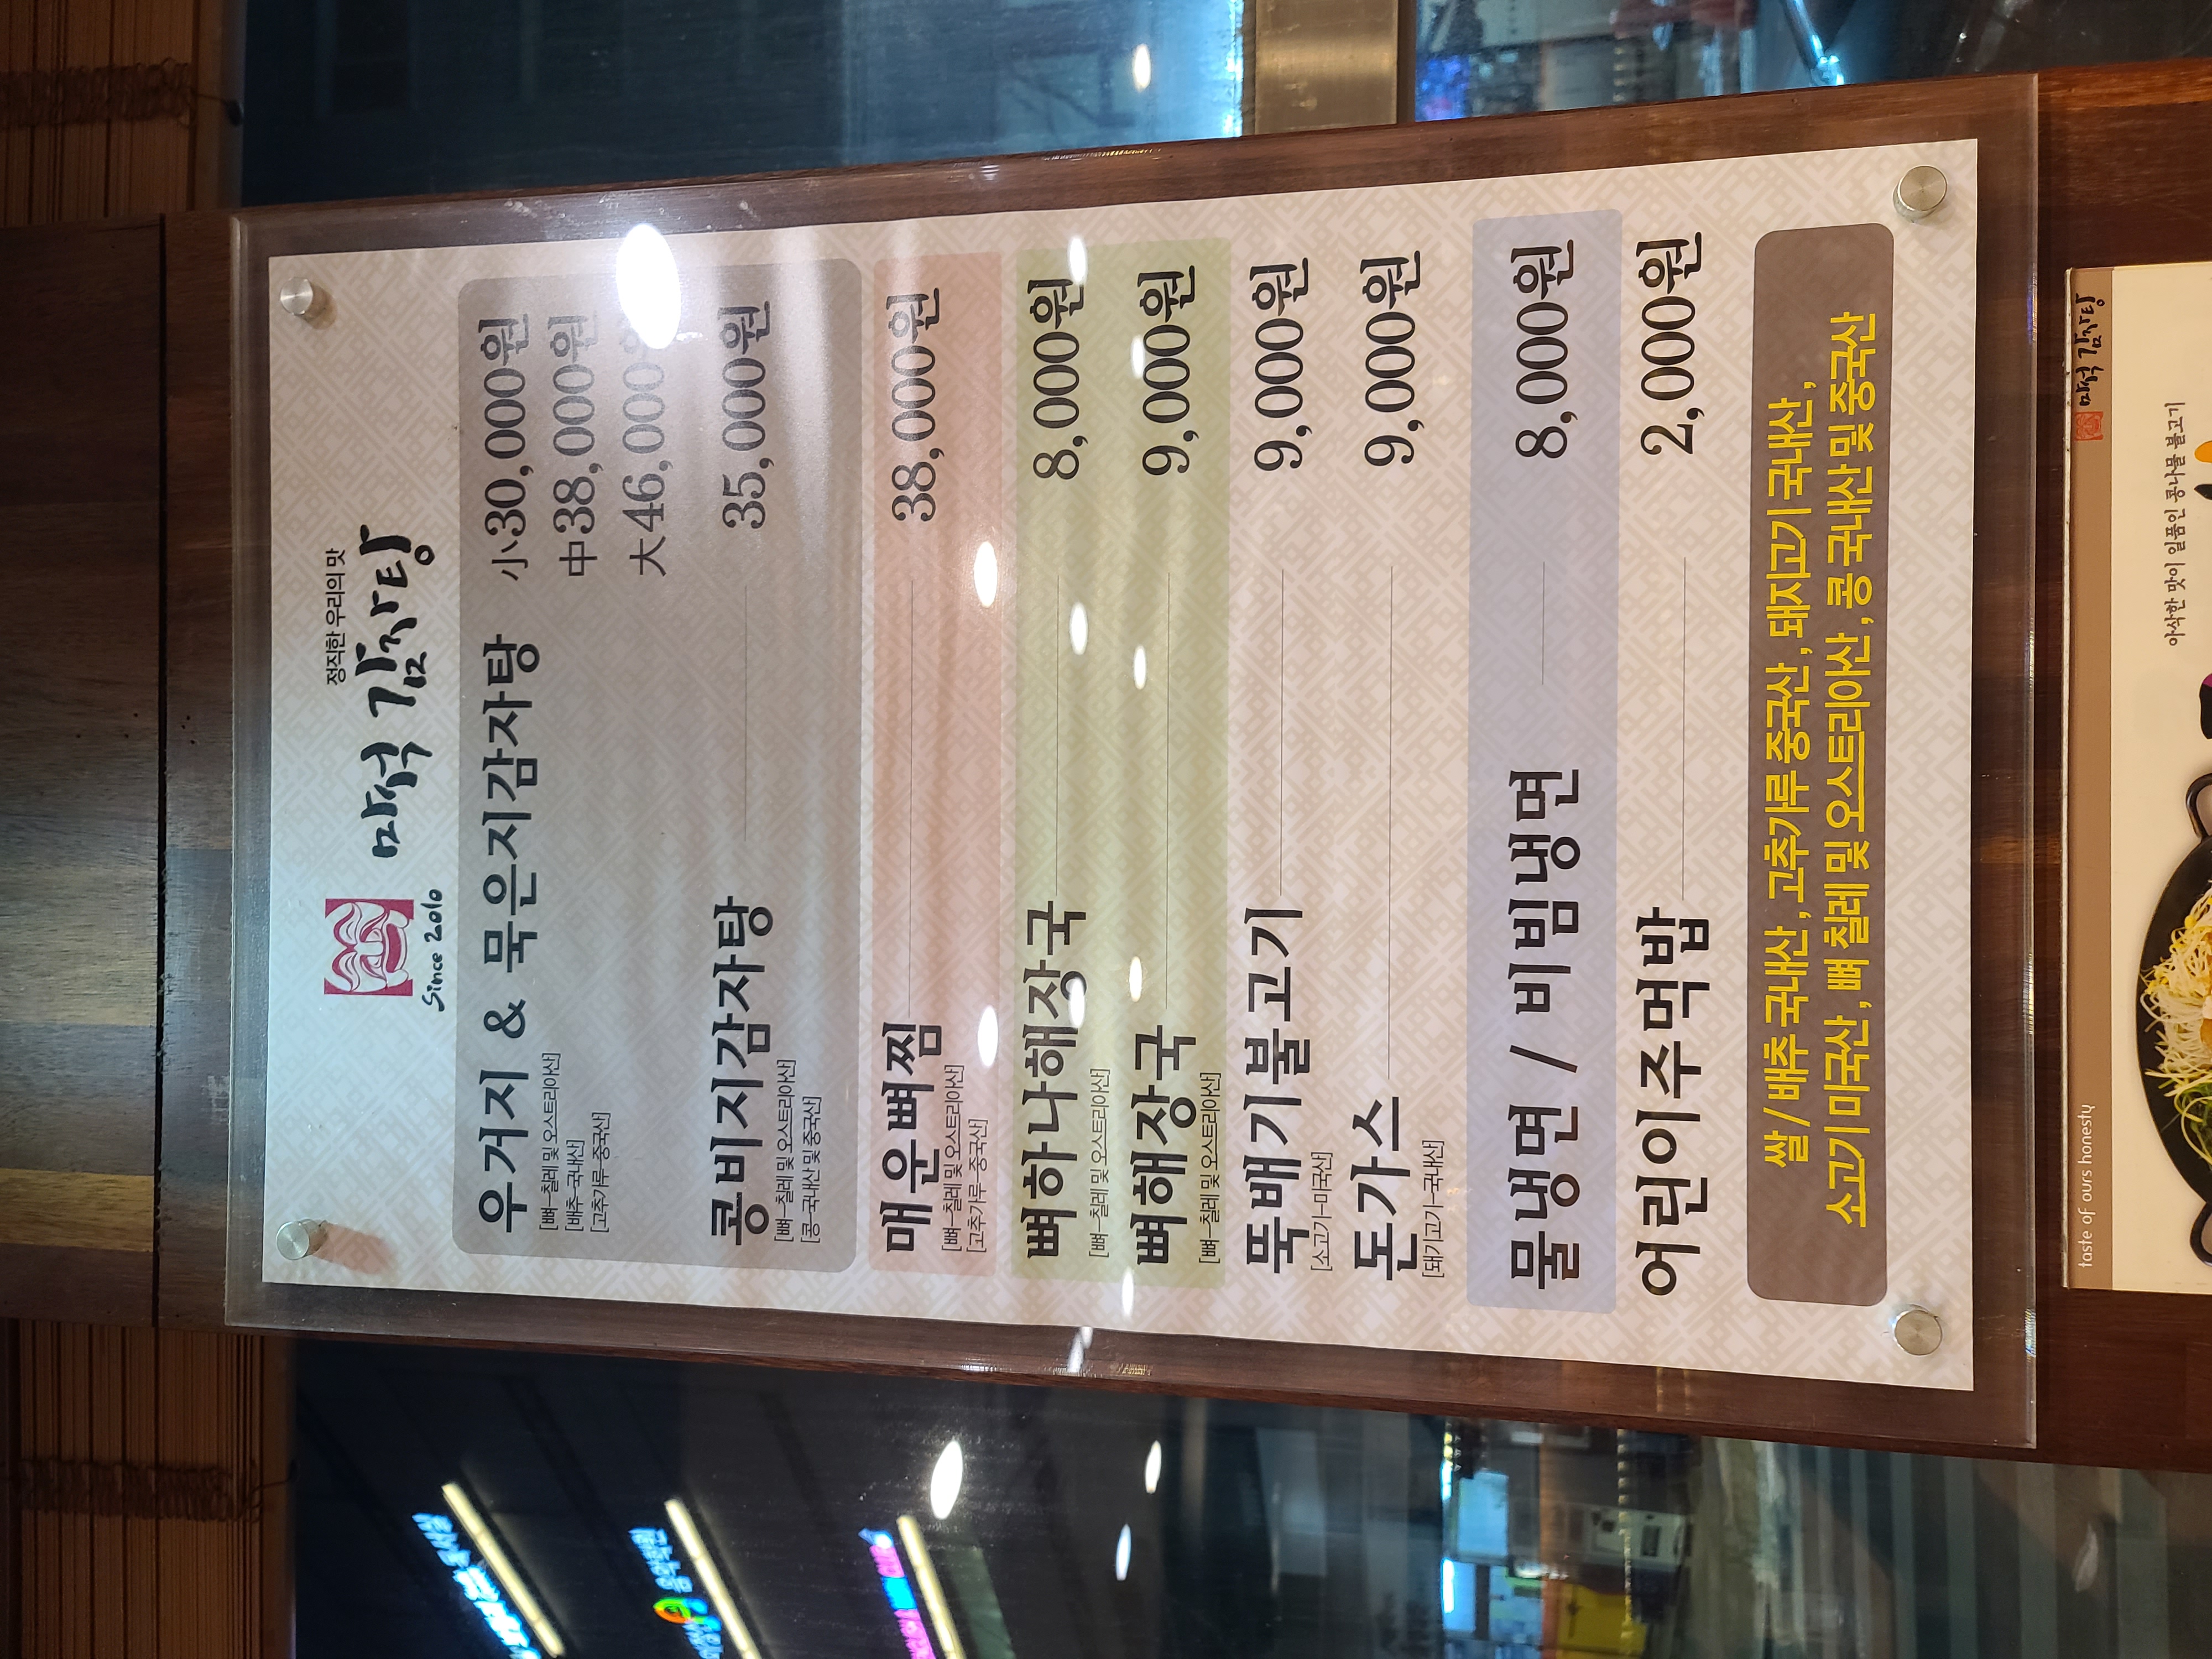 정직한 우리의 맛
마석 감자탕
Since 2010
우거지 & 묵은지감자탕 小30,000원
[뼈-칠레 및 오스트리아산]
[배추-국내산]
中38,000원
[고추가루-중국산]
大46,000
콩비지감자탕 35,000원
[뼈-칠레 및 오스트리아산]
[콩-국내산 및 중국산]
매운뼈찜 38,000원
[뼈-칠레 및 오스트리아산]
[고추가루-중국산]
뼈하나해장국 8,000원
[뼈-칠레 및 오스트리아산]
뼈해장국 9,000원
[뼈-칠레 및 오스트리아산]
뚝배기불고기 9,000원
[소고기-미국산]
돈가스 9,000원
[돼기고기-국내산]
물냉면 / 비빔냉면 8,000원
어린이주먹밥 2,000원
쌀 / 배추 국내산 , 고추가루 중국산 , 돼지고기 국내산 ,
소고기 미국산 , 뼈 칠레 및 오스트리아산 , 콩 국내산 및 중국산
taste of ours honesty
마석 감자탕
아삭한 맛이 일품인 콩나물 불고기
독서실
음악학원